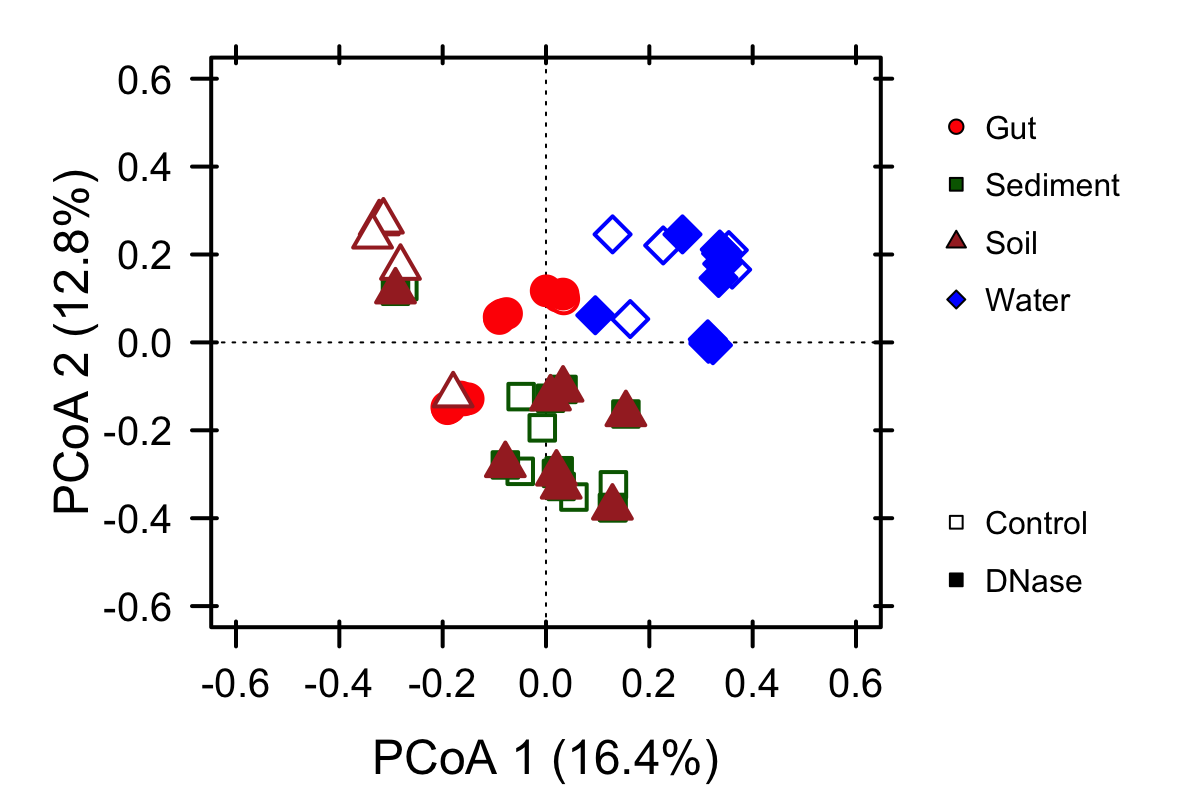 0.6
0.4
0.2
0.0
-0.2
-0.4
-0.6
PCoA 2 (12.8%)
-0.6 -0.4 -0.2 0.0 0.2 0.4 0.6
PCoA 1 (16.4%)
Gut
Sediment
Soil
Water
Control
DNase